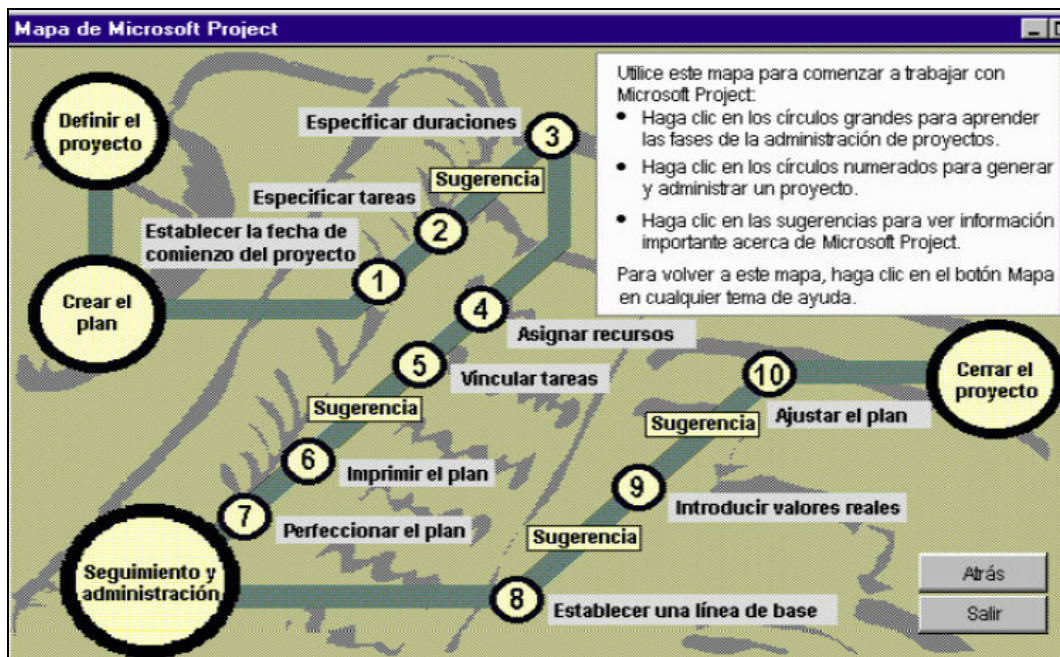 Mapa de Microsoft Project
Definir el
proyecto
Crear el
plan
Establecer la fecha de
comienzo del proyecto
1
Especificar tareas
2
Sugerencia
Especificar duraciones
3
4
Asignar recursos
5
Vincular tareas
Sugerencia
6
Imprimir el plan
7
Perfeccionar el plan
Seguimiento y
administración
8
Establecer una línea de base
Sugerencia
9
Introducir valores reales
Sugerencia
10
Ajustar el plan
Cerrar el
proyecto
Utilice este mapa para comenzar a trabajar con
Microsoft Project:
• Haga clic en los círculos grandes para aprender
las fases de la administración de proyectos.
• Haga clic en los círculos numerados para generar
y administrar un proyecto.
• Haga clic en las sugerencias para ver información
importante acerca de Microsoft Project.
Para volver a este mapa, haga clic en el botón Mapa
en cualquier tema de ayuda.
Atrás
Salir